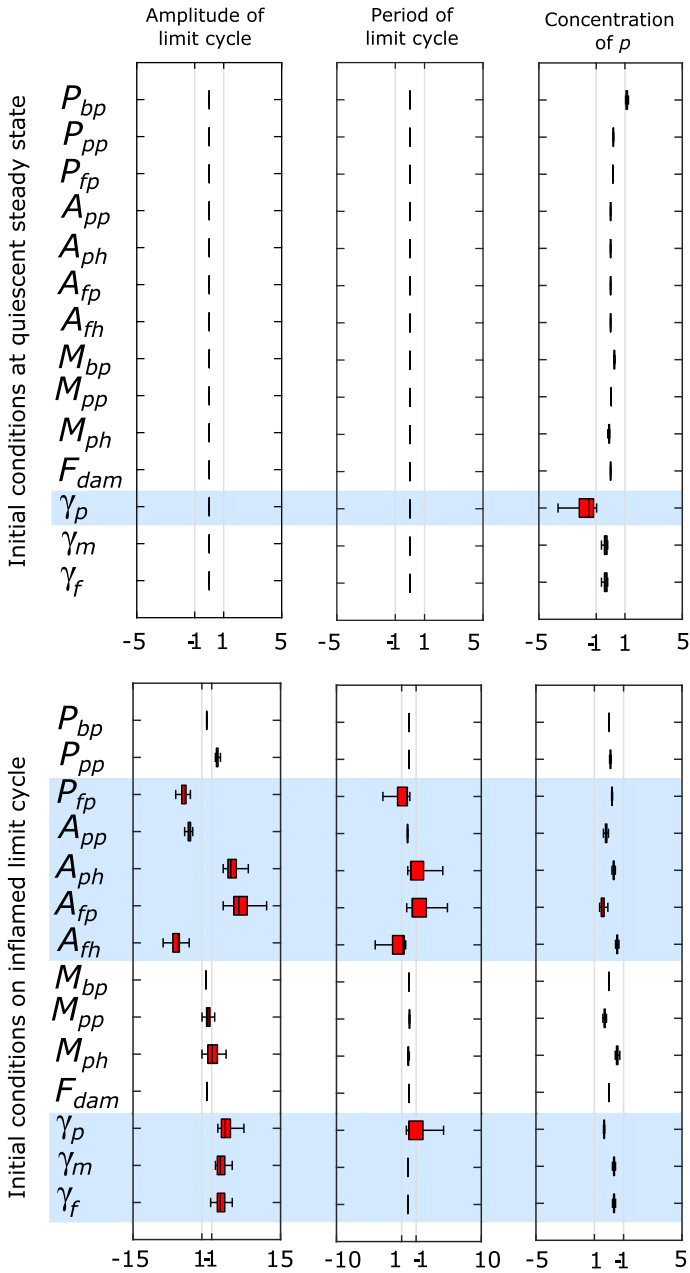 Amplitude of
limit cycle
Period of
limit cycle
Concentration
of p
Initial conditions at quiescent steady state
P_bp
P_pp
P_fp
A_pp
A_ph
A_fp
A_fh
M_bp
M_pp
M_ph
F_dam
γ_p
γ_m
γ_f
-5 -1 1 5
-5 -1 1 5
-5 -1 1 5
Initial conditions on inflamed limit cycle
P_bp
P_pp
P_fp
A_pp
A_ph
A_fp
A_fh
M_bp
M_pp
M_ph
F_dam
γ_p
γ_m
γ_f
-15 1 -1 15
-10 1 -1 10
-5 1 -1 5